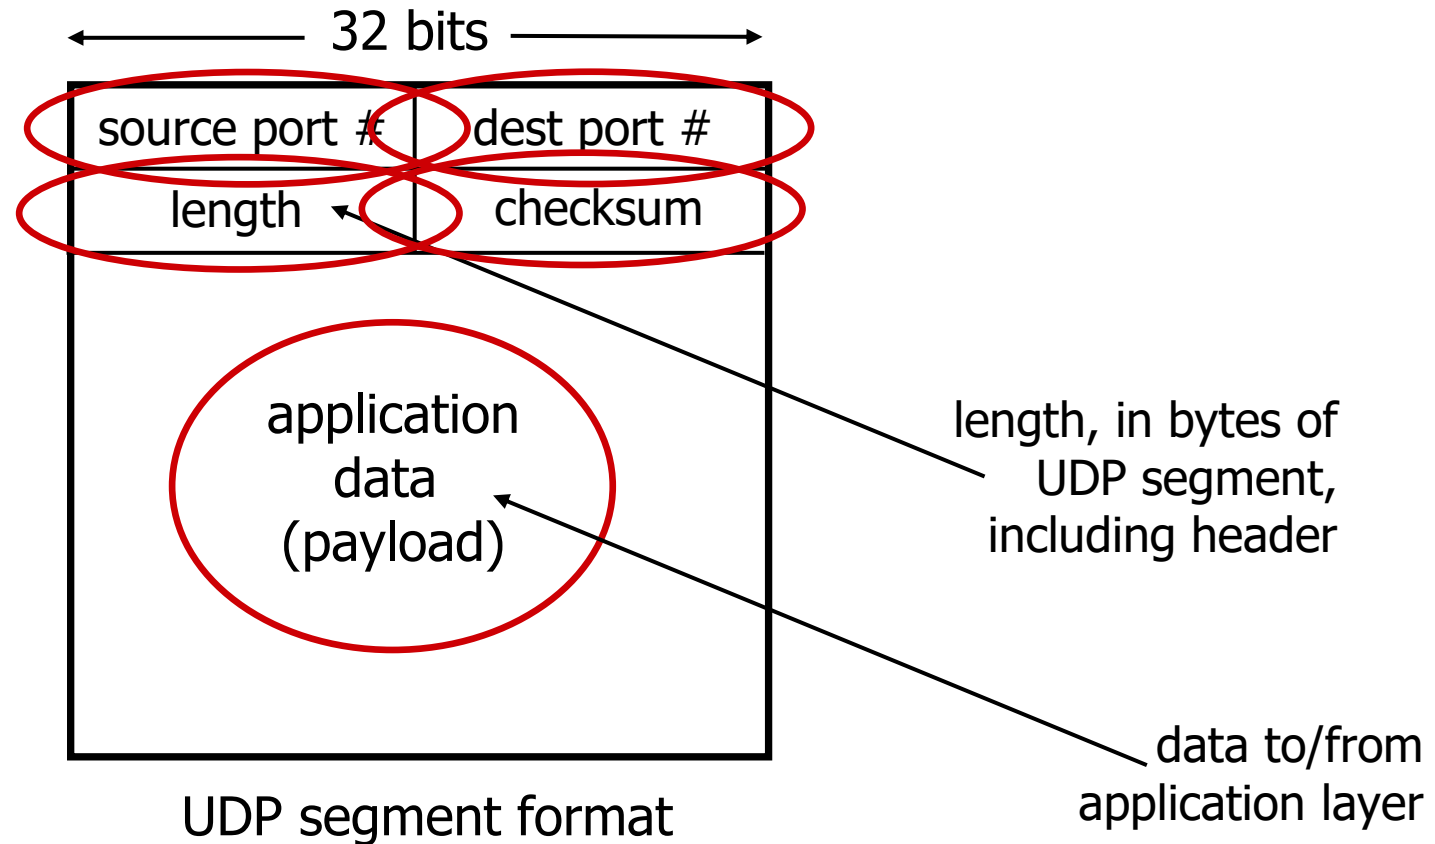 32 bits
source port #
dest port #
length
checksum
application
data
(payload)
length, in bytes of
UDP segment,
including header
data to/from
application layer
UDP segment format